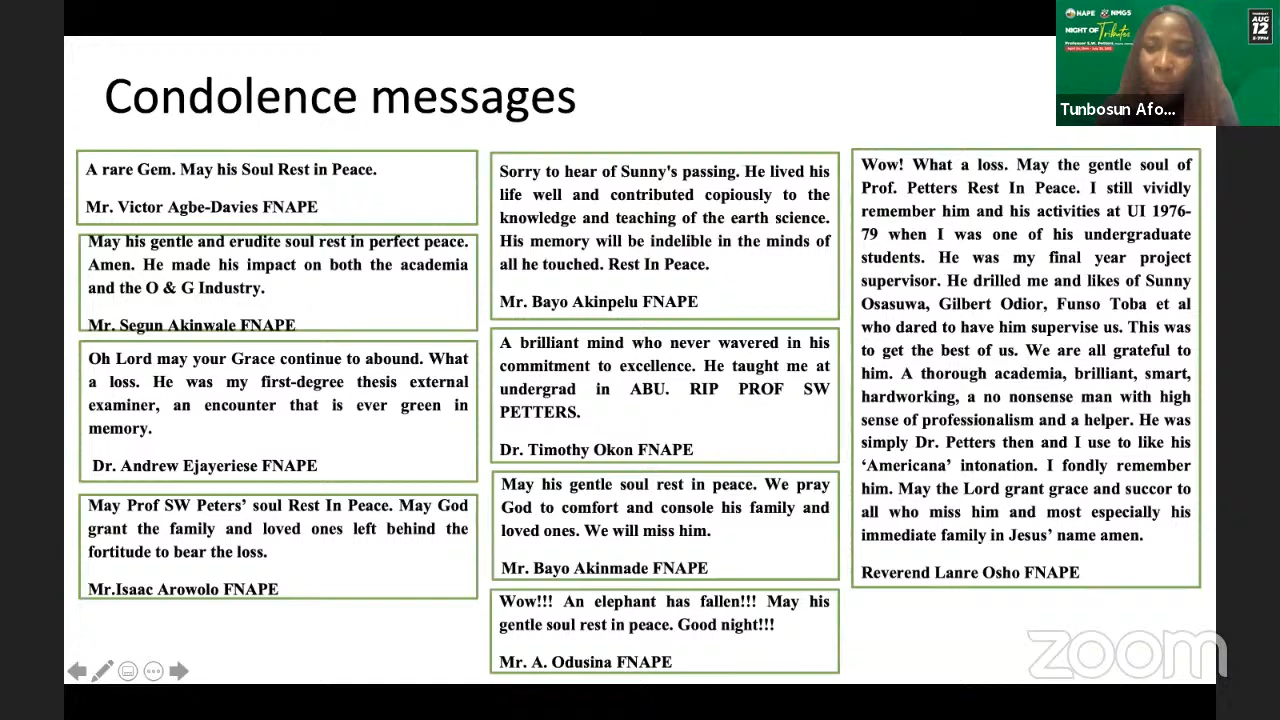 Condolence messages
A rare Gem. May his Soul Rest in Peace.
Mr. Victor Agbe-Davies FNAPE
May his gentle and erudite soul rest in perfect peace.
Amen. He made his impact on both the academia
and the O & G Industry.
Mr. Segun Akinwale FNAPE
Oh Lord may your Grace continue to abound. What
a loss. He was my first-degree thesis external
examiner, an encounter that is ever green in
memory.
Dr. Andrew Ejayeriese FNAPE
May Prof SW Peters’ soul Rest In Peace. May God
grant the family and loved ones left behind the
fortitude to bear the loss.
Mr.Isaac Arowolo FNAPE
Sorry to hear of Sunny's passing. He lived his
life well and contributed copiously to the
knowledge and teaching of the earth science.
His memory will be indelible in the minds of
all he touched. Rest In Peace.
Mr. Bayo Akinpelu FNAPE
A brilliant mind who never wavered in his
commitment to excellence. He taught me at
undergrad in ABU. RIP PROF SW
PETTERS.
Dr. Timothy Okon FNAPE
May his gentle soul rest in peace. We pray
God to comfort and console his family and
loved ones. We will miss him.
Mr. Bayo Akinmade FNAPE
Wow!!! An elephant has fallen!!! May his
gentle soul rest in peace. Good night!!!
Mr. A. Odusina FNAPE
Wow! What a loss. May the gentle soul of
Prof. Petters Rest In Peace. I still vividly
remember him and his activities at UI 1976-
79 when I was one of his undergraduate
students. He was my final year project
supervisor. He drilled me and likes of Sunny
Osasuwa, Gilbert Odior, Funso Toba et al
who dared to have him supervise us. This was
to get the best of us. We are all grateful to
him. A thorough academia, brilliant, smart,
hardworking, a no nonsense man with high
sense of professionalism and a helper. He was
simply Dr. Petters then and I use to like his
‘Americana’ intonation. I fondly remember
him. May the Lord grant grace and succor to
all who miss him and most especially his
immediate family in Jesus’ name amen.
Reverend Lanre Osho FNAPE
NAPE NMGS
NIGHT OF Tributes
AUG
12
Tunbosun Afo...
zoom